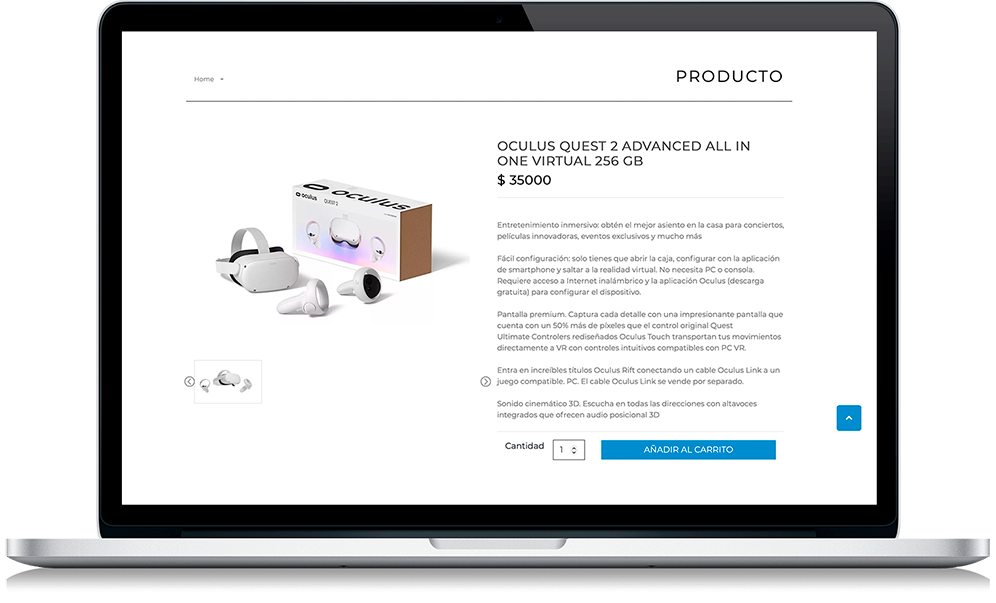 Home
PRODUCTO
OCULUS QUEST 2 ADVANCED ALL IN
ONE VIRTUAL 256 GB
$ 35000
oculus
oculus QUEST 2
Entretenimiento inmersivo: obtén el mejor asiento en la casa para conciertos,
películas innovadoras, eventos exclusivos y mucho más
Fácil configuración: solo tienes que abrir la caja, configurar con la aplicación
de smartphone y saltar a la realidad virtual. No necesita PC o consola.
Requiere acceso a Internet inalámbrico y la aplicación Oculus (descarga
gratuita) para configurar el dispositivo.
Pantalla premium. Captura cada detalle con una impresionante pantalla que
cuenta con un 50% más de píxeles que el control original Quest
Ultimate Controlers rediseñados Oculus Touch transportan tus movimientos
directamente a VR con controles intuitivos compatibles con PC VR.
Entra en increíbles títulos Oculus Rift conectando un cable Oculus Link a un
juego compatible. PC. El cable Oculus Link se vende por separado.
Sonido cinemático 3D. Escucha en todas las direcciones con altavoces
integrados que ofrecen audio posicional 3D
Cantidad
1
AÑADIR AL CARRITO